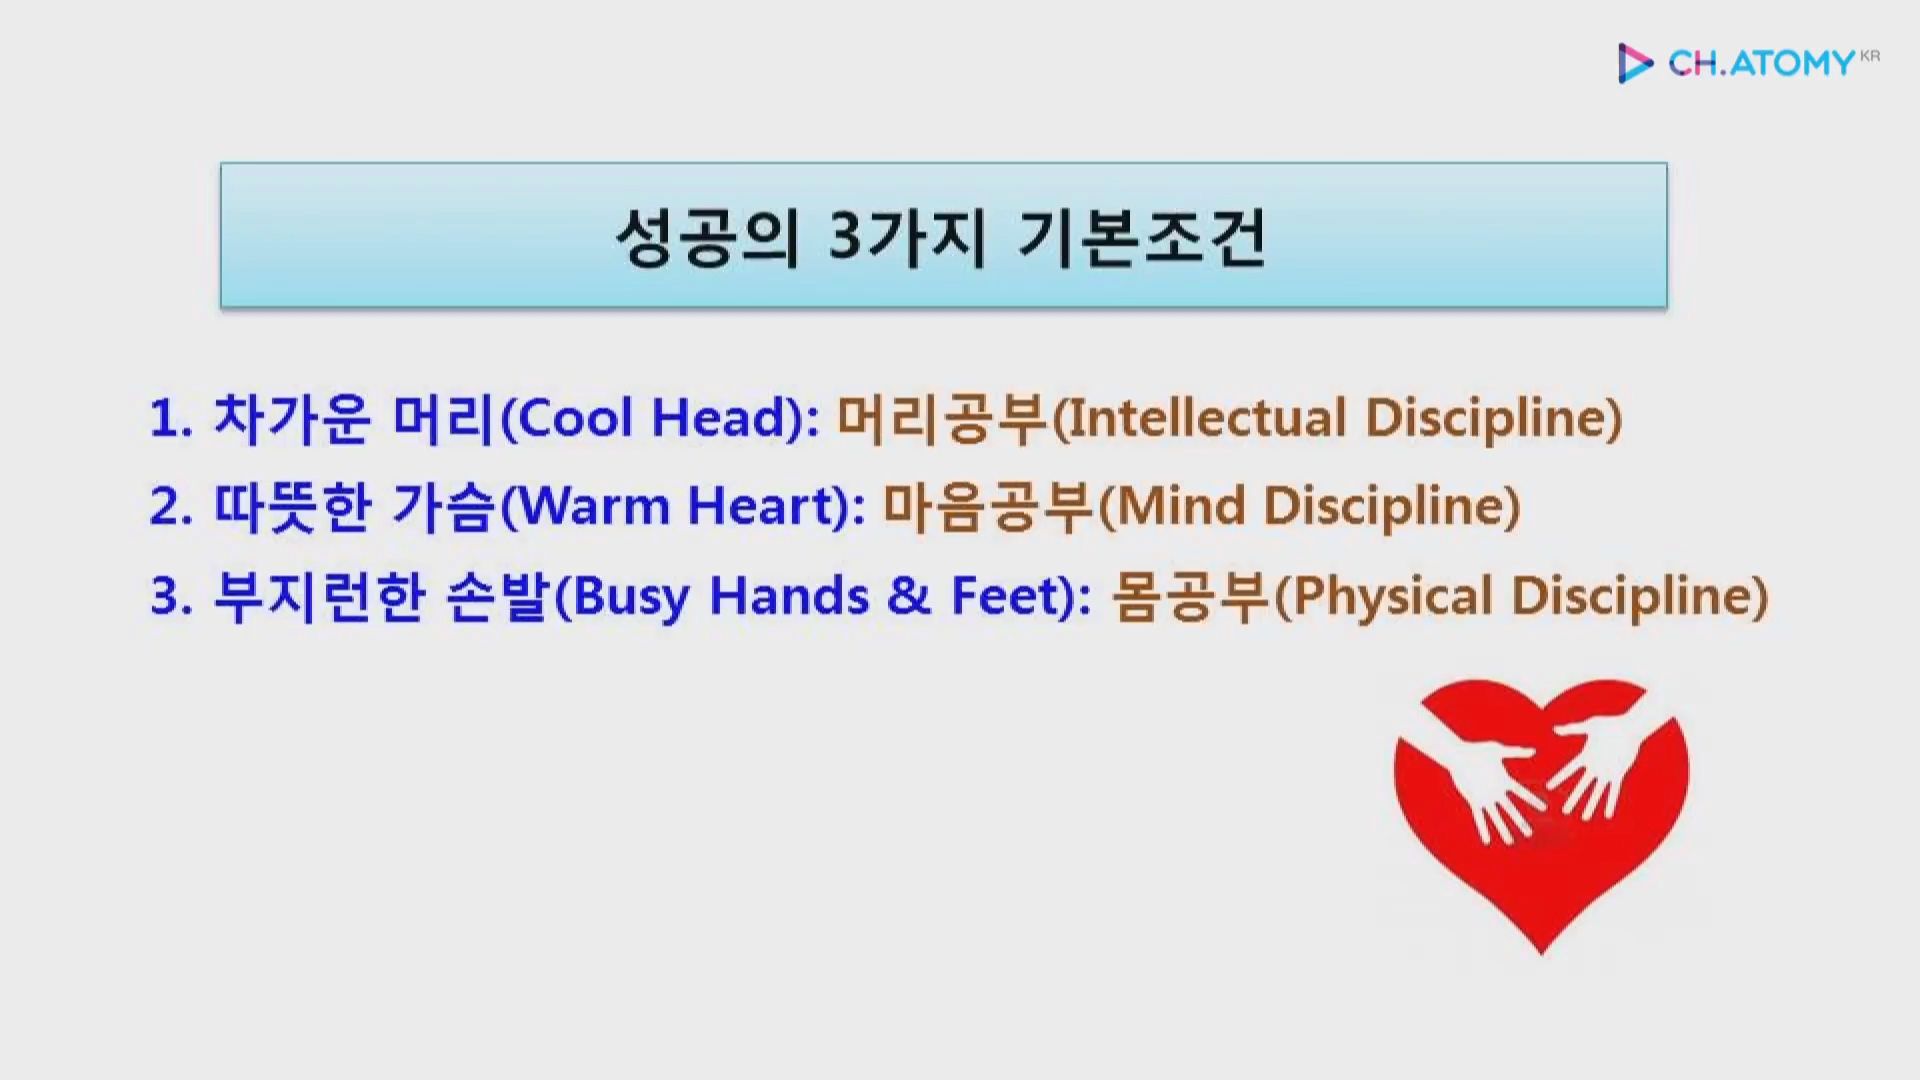 CH.ATOMY KR
성공의 3가지 기본조건
1. 차가운 머리(Cool Head): 머리공부(Intellectual Discipline)
2. 따뜻한 가슴(Warm Heart): 마음공부(Mind Discipline)
3. 부지런한 손발(Busy Hands & Feet): 몸공부(Physical Discipline)